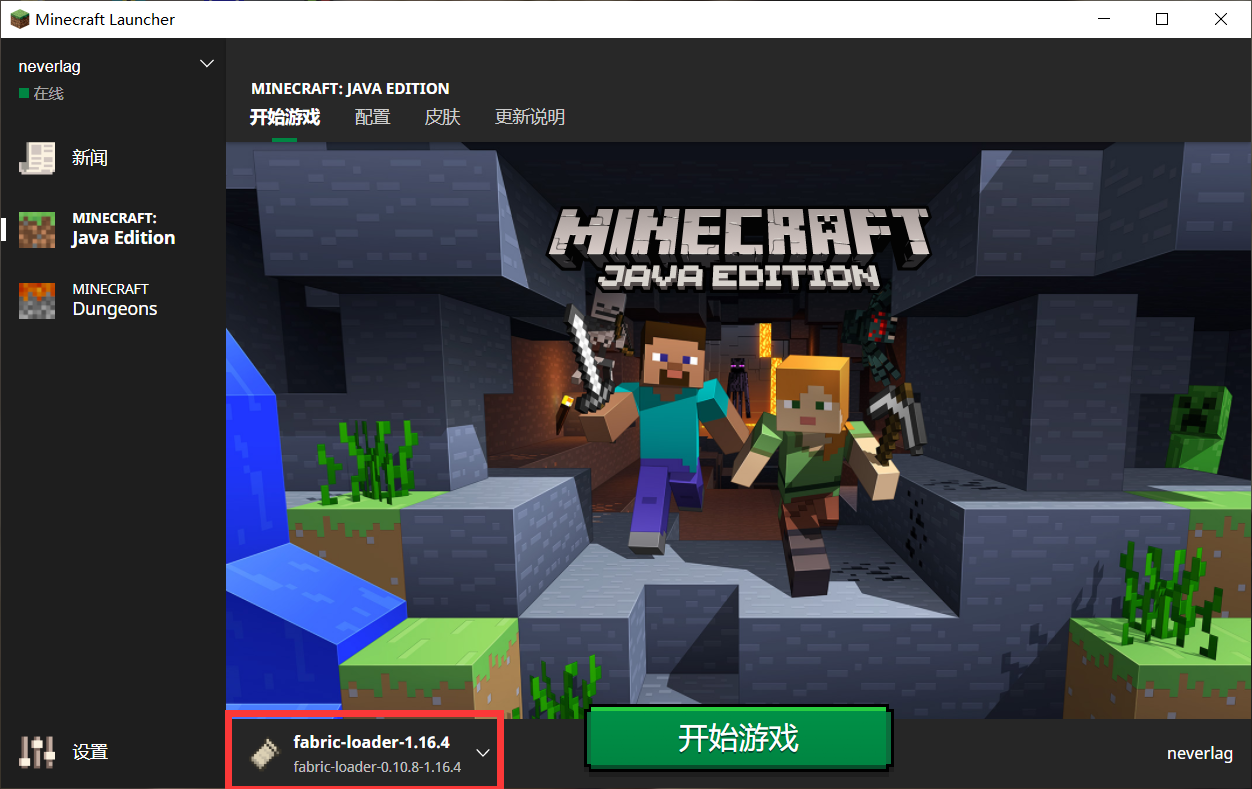 Minecraft Launcher
neverlag
在线
新闻
MINECRAFT:
Java Edition
MINECRAFT
Dungeons
设置
MINECRAFT: JAVA EDITION
开始游戏 配置 皮肤 更新说明
MINECRAFT
JAVA EDITION
fabric-loader-1.16.4
fabric-loader-0.10.8-1.16.4
开始游戏
neverlag